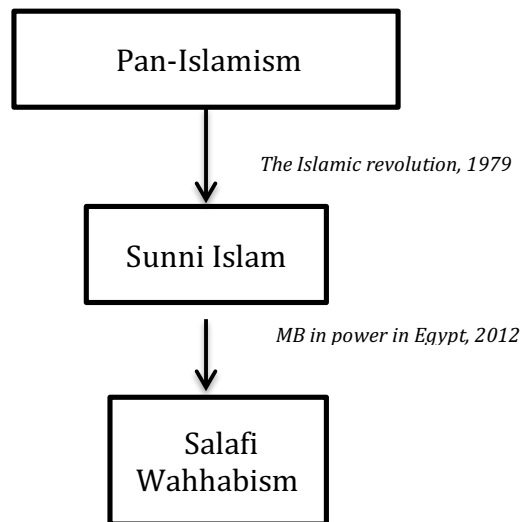 Pan-Islamism
The Islamic revolution, 1979
Sunni Islam
MB in power in Egypt, 2012
Salafi
Wahhabism